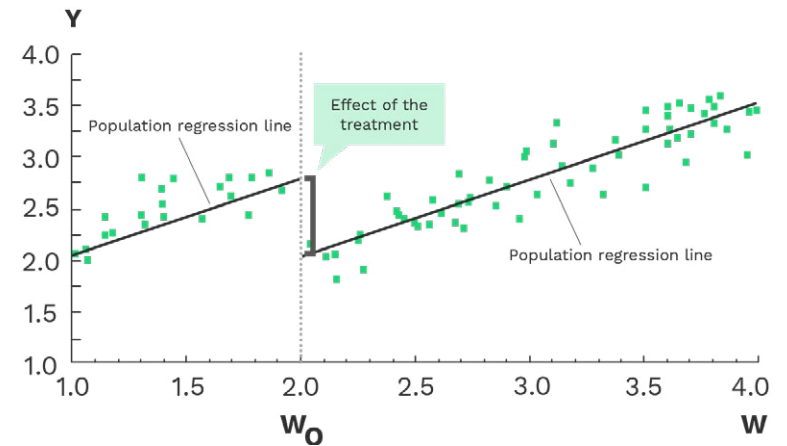 Y
4.0
3.5
3.0
2.5
2.0
1.5
1.0
Population regression line
Effect of the
treatment
Population regression line
1.0 1.5 2.0 2.5 3.0 3.5 4.0
W₀ W